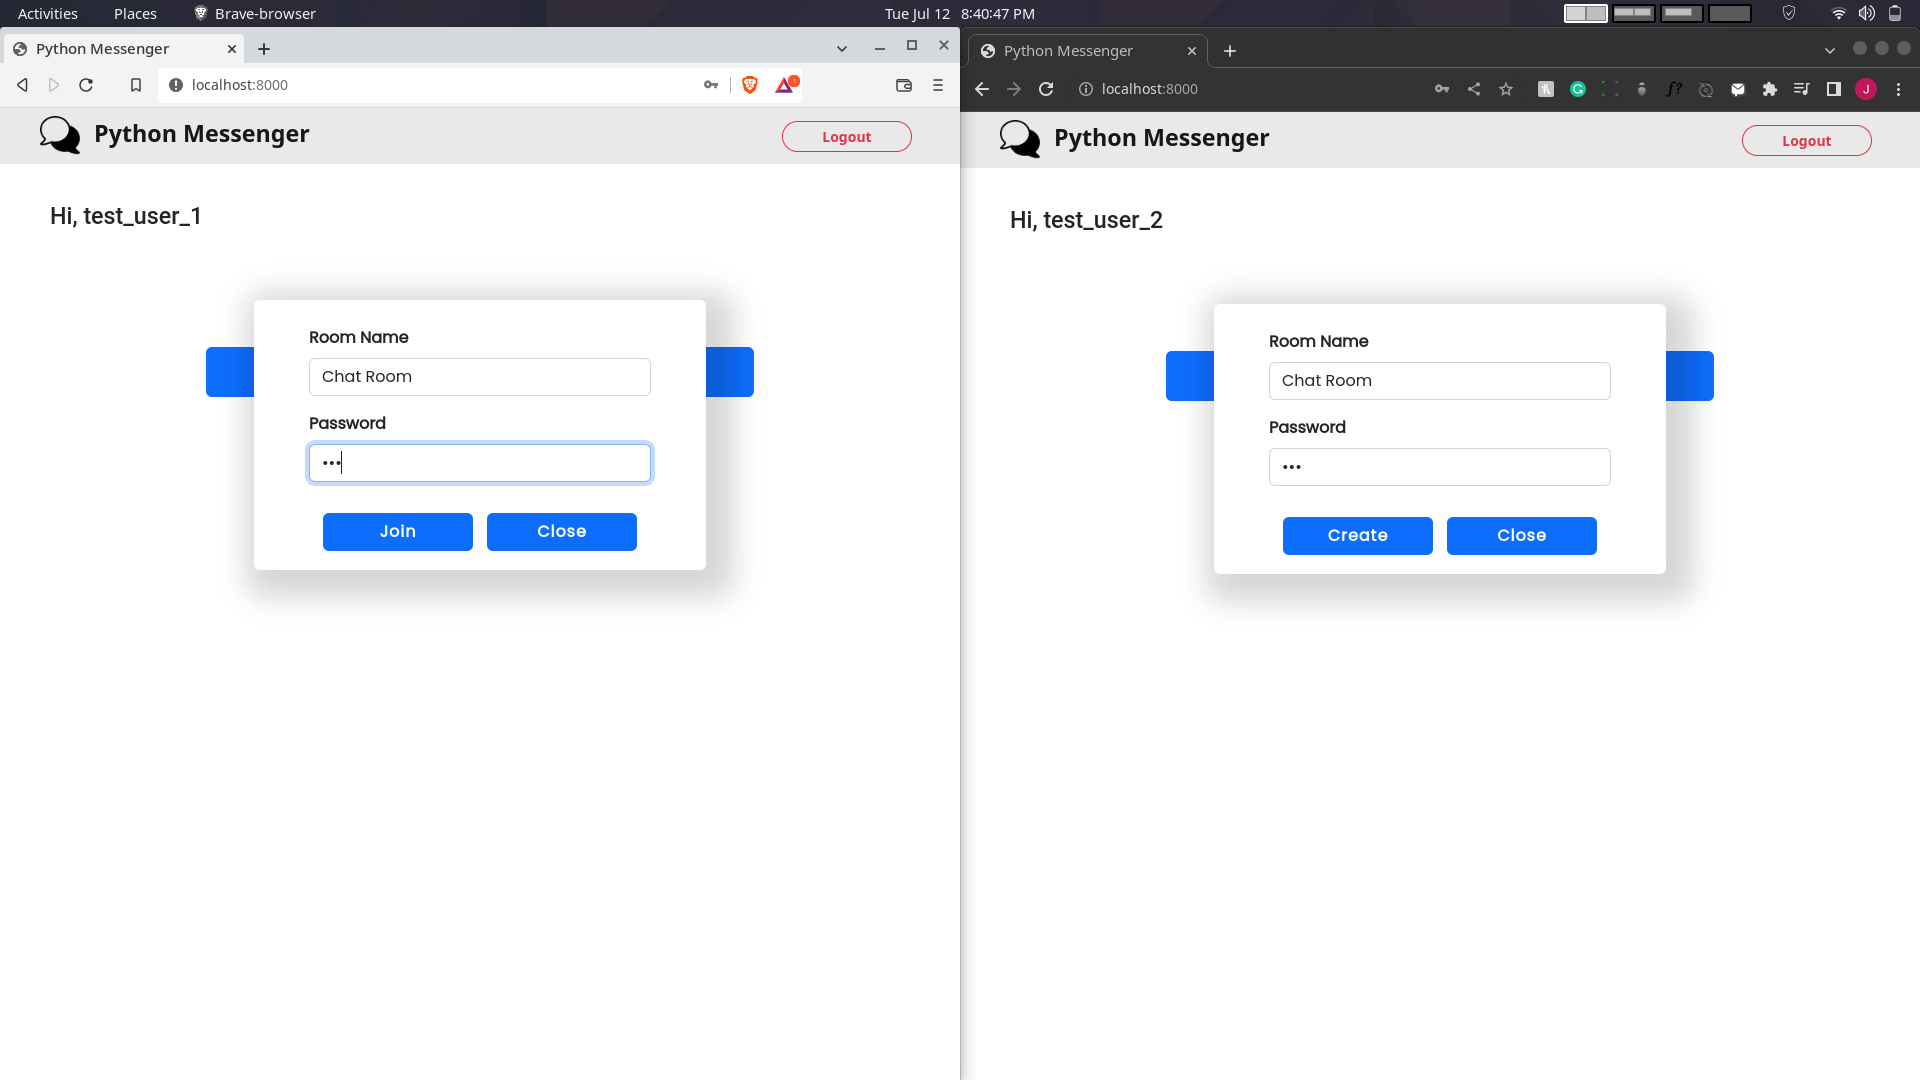 Activities Places Brave-browser Tue Jul 12 8:40:47 PM
Python Messenger
localhost:8000
Python Messenger Logout
Hi, test_user_1
Room Name
Chat Room
Password
•••
Join Close
Python Messenger
localhost:8000 f? J
Python Messenger Logout
Hi, test_user_2
Room Name
Chat Room
Password
•••
Create Close